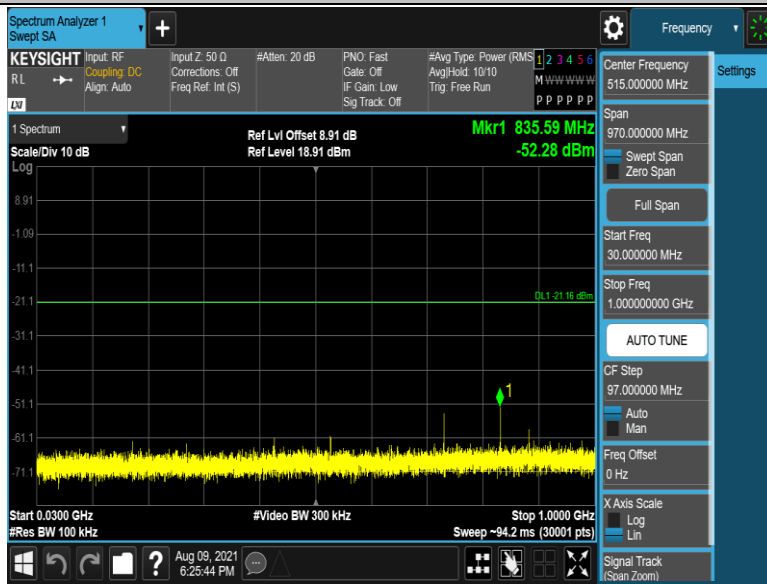 Spectrum Analyzer 1
Swept SA
+
Frequency
KEYSIGHT
RL
LXI
Input: RF
Coupling: DC
Align: Auto
Input Z: 50 Ω
Corrections: Off
Freq Ref: Int (S)
#Atten: 20 dB
PNO: Fast
Gate: Off
IF Gain: Low
Sig Track: Off
#Avg Type: Power (RMS
Avg|Hold: 10/10
Trig: Free Run
1 2 3 4 5 6
M W W W W W
P P P P P P
1 Spectrum
Scale/Div 10 dB
Log
Ref Lvl Offset 8.91 dB
Ref Level 18.91 dBm
Mkr1 835.59 MHz
-52.28 dBm
8.91
-1.09
-11.1
-21.1
-31.1
-41.1
-51.1
-61.1
-71.1
DL1 -21.16 dBm
1
Start 0.0300 GHz
#Res BW 100 kHz
#Video BW 300 kHz
Stop 1.0000 GHz
Sweep ~94.2 ms (30001 pts)
?
Aug 09, 2021
6:25:44 PM
Center Frequency
515.000000 MHz
Span
970.000000 MHz
Swept Span
Zero Span
Full Span
Start Freq
30.000000 MHz
Stop Freq
1.000000000 GHz
AUTO TUNE
CF Step
97.000000 MHz
Auto
Man
Freq Offset
0 Hz
X Axis Scale
Log
Lin
Signal Track
(Span Zoom)
Settings